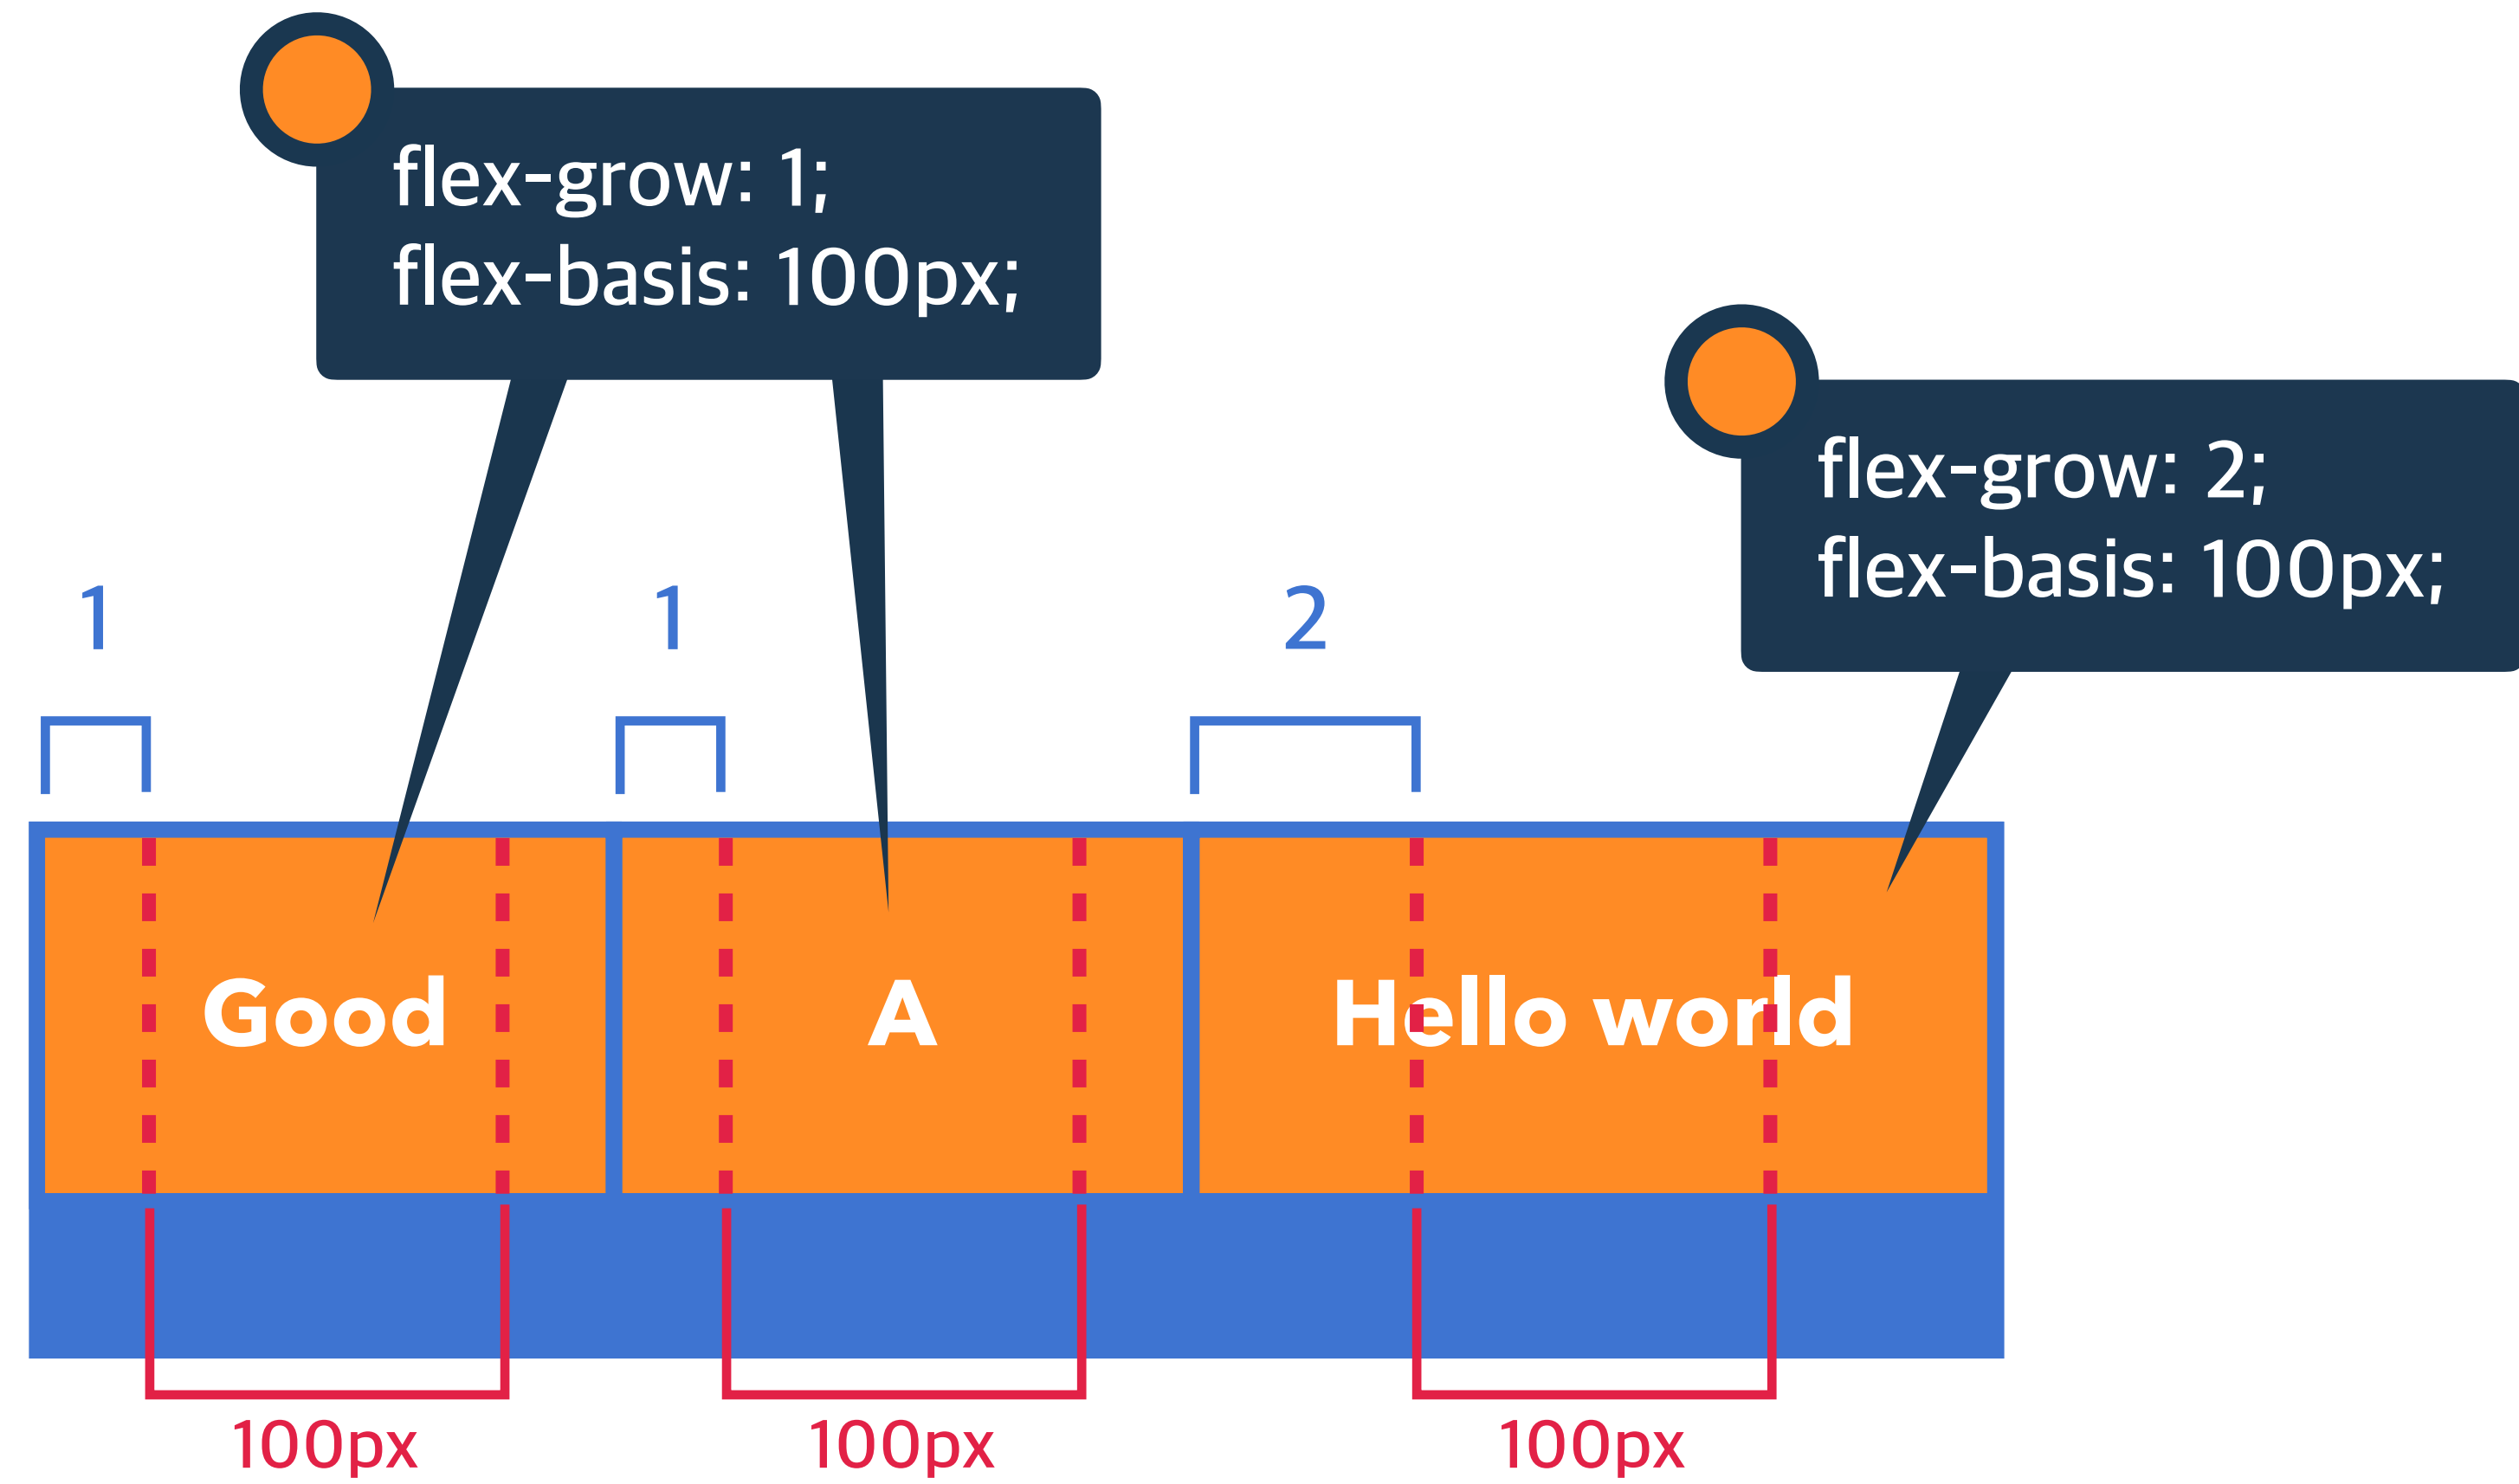 flex-grow: 1;
flex-basis: 100px;
flex-grow: 2;
flex-basis: 100px;
1
1
2
Good
A
Hello world
100px
100px
100px